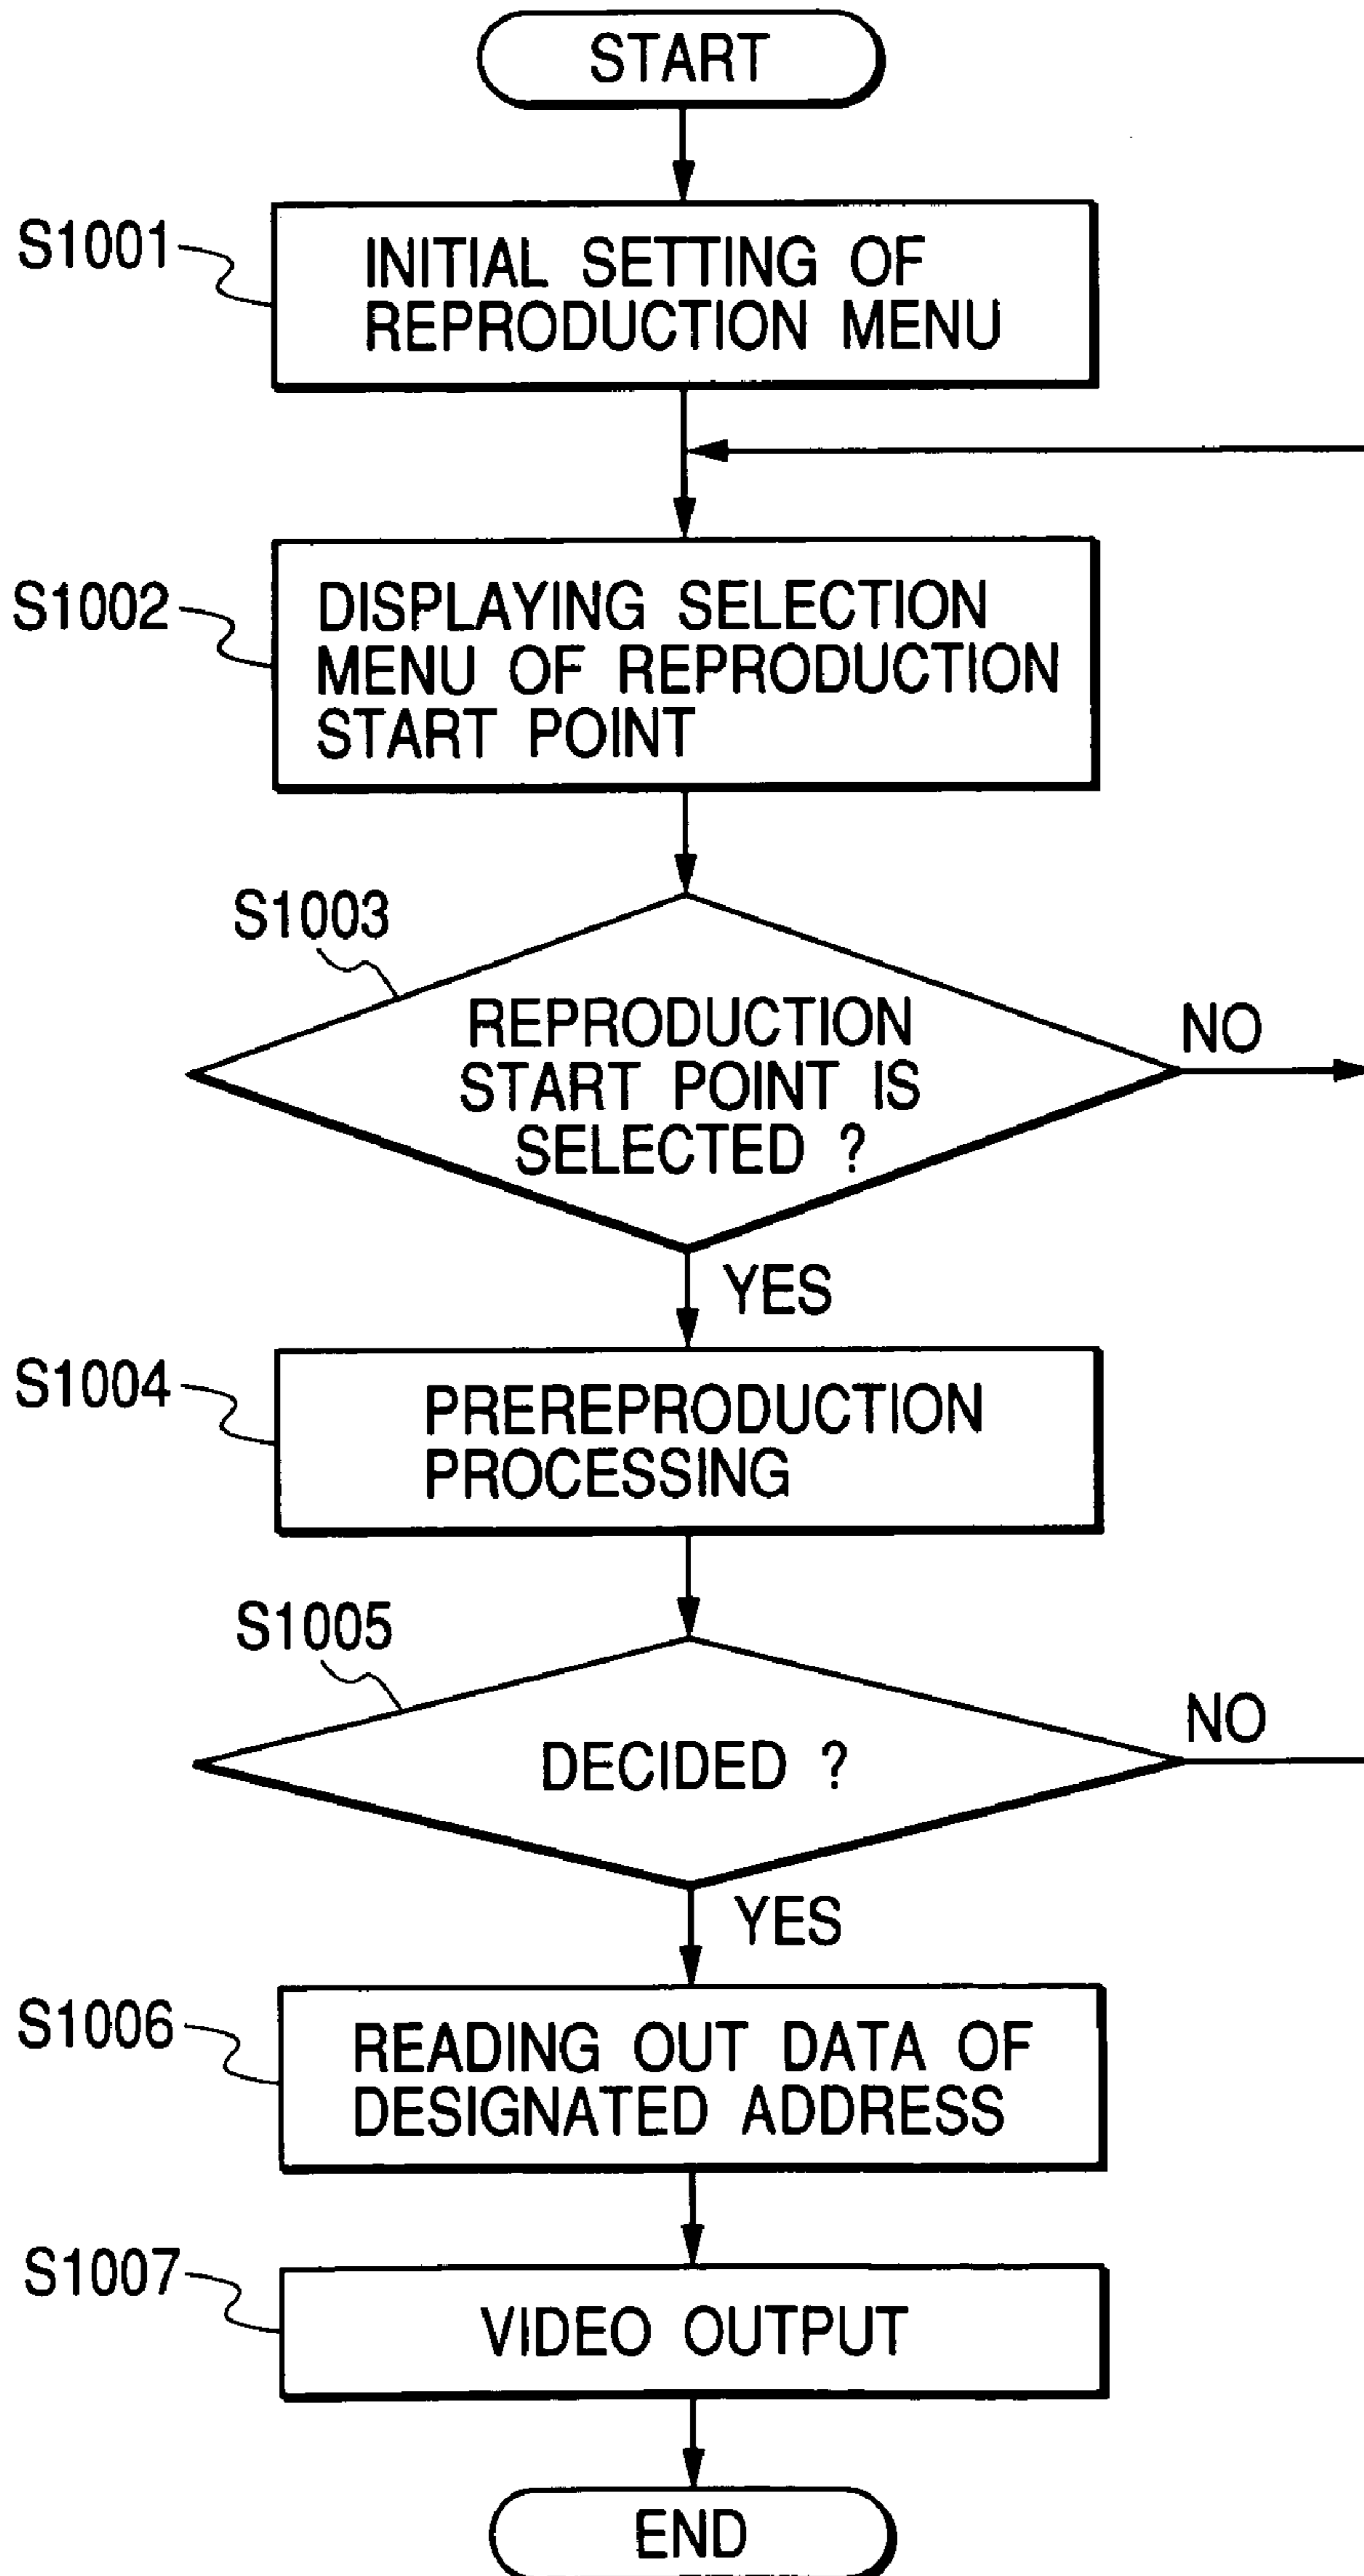 START
S1001
INITIAL SETTING OF
REPRODUCTION MENU
S1002
DISPLAYING SELECTION
MENU OF REPRODUCTION
START POINT
S1003
REPRODUCTION
START POINT IS
SELECTED ?
NO
YES
S1004
PREREPRODUCTION
PROCESSING
S1005
DECIDED ?
NO
YES
S1006
READING OUT DATA OF
DESIGNATED ADDRESS
S1007
VIDEO OUTPUT
END